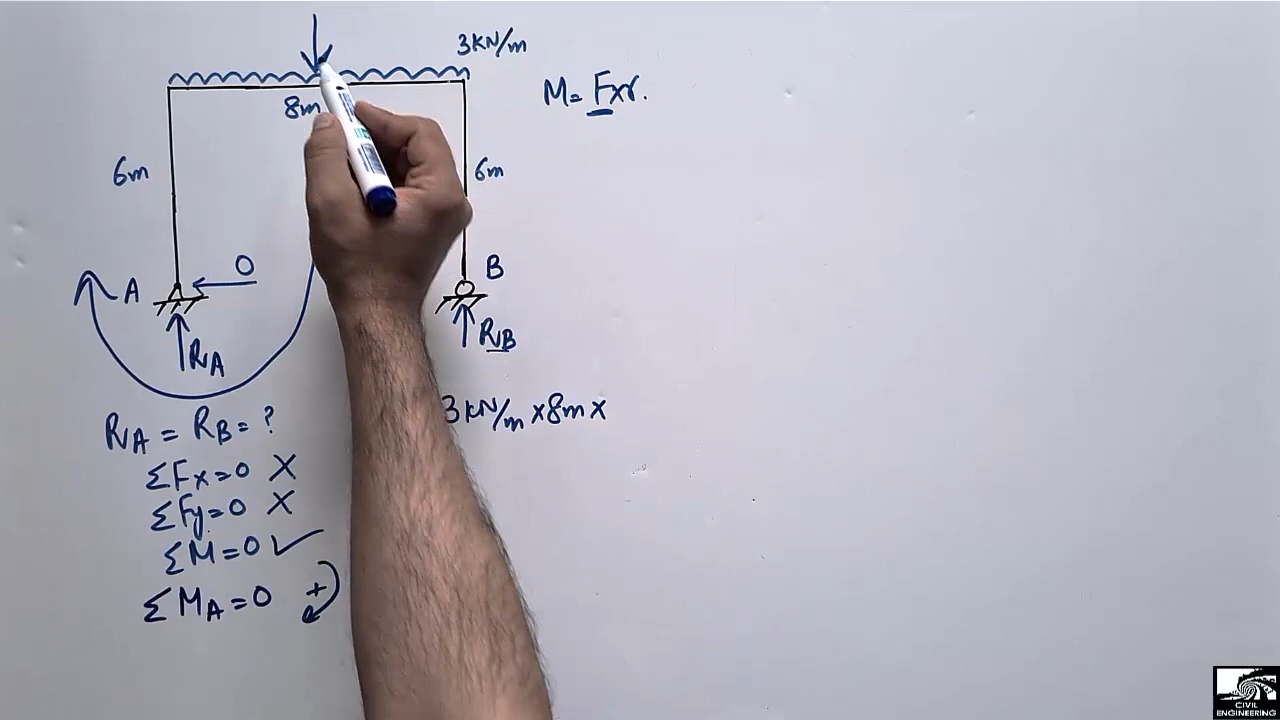 3KN/m
M= Fxr.
8m
6m
6m
0
A
B
RA
RB
3KN/m x 8m x
RA = RB = ?
ΣFx=0 X
ΣFy=0 X
ΣM=0 ✓
ΣMA=0 +
CIVIL
ENGINEERING